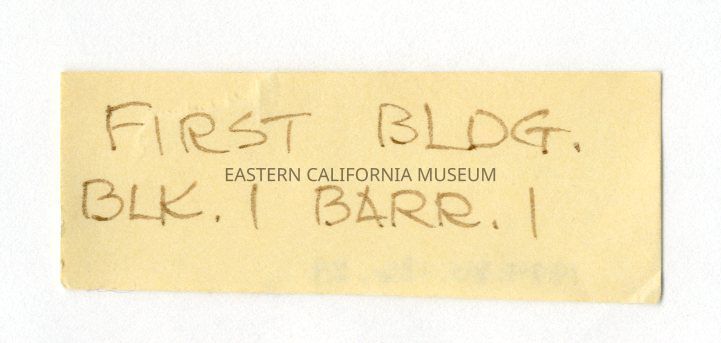 FIRST BLDG.
EASTERN CALIFORNIA MUSEUM
BLK. 1 BARR. 1